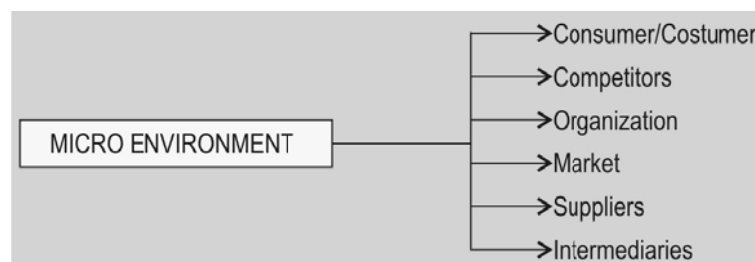 MICRO ENVIRONMENT
Consumer/Costumer
Competitors
Organization
Market
Suppliers
Intermediaries